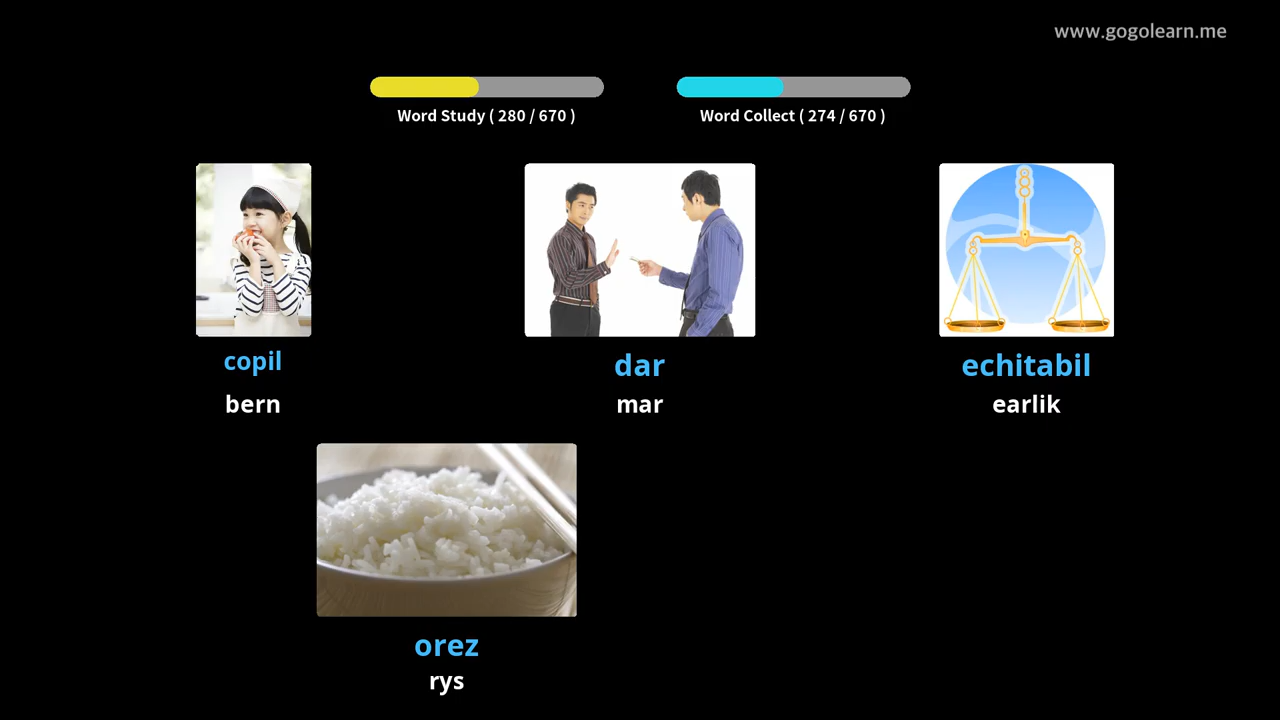 www.gogolearn.me
Word Study ( 280 / 670 )
Word Collect ( 274 / 670 )
copil
dar
echitabil
bern
mar
earlik
orez
rys